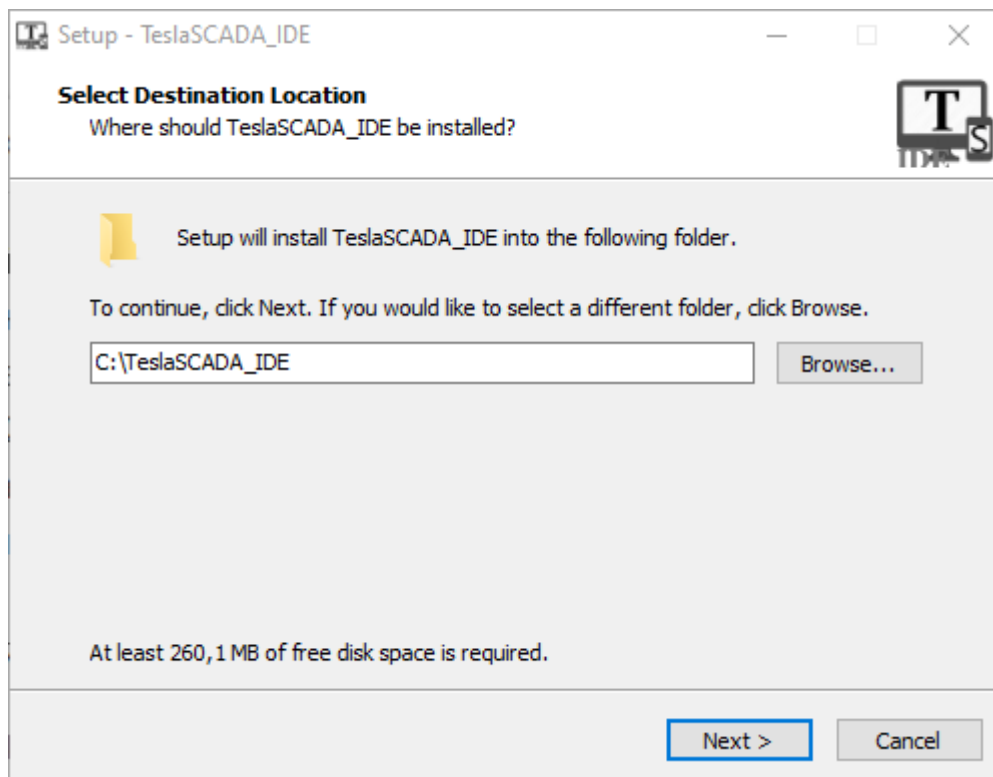 Setup - TeslaSCADA_IDE
Select Destination Location
Where should TeslaSCADA_IDE be installed?
T
S
IDE
Setup will install TeslaSCADA_IDE into the following folder.
To continue, click Next. If you would like to select a different folder, click Browse.
C:\TeslaSCADA_IDE
Browse...
At least 260,1 MB of free disk space is required.
Next >
Cancel